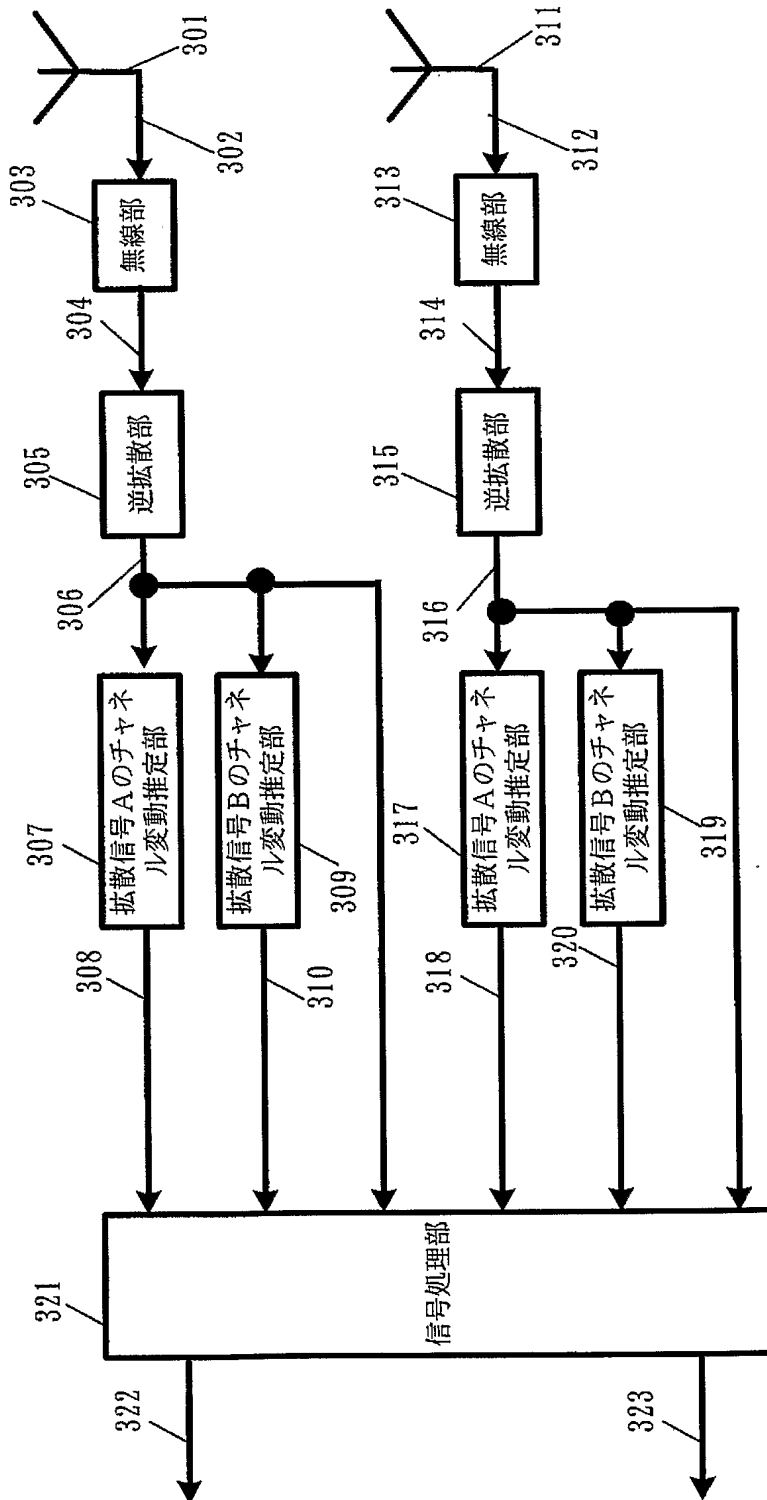 301
302
303
無線部
304
305
逆拡散部
306
307
拡散信号Aのチャネ
ル変動推定部
308
拡散信号Bのチャネ
ル変動推定部
309
310
311
312
313
無線部
314
315
逆拡散部
316
317
拡散信号Aのチャネ
ル変動推定部
318
拡散信号Bのチャネ
ル変動推定部
319
320
321
信号処理部
322
323